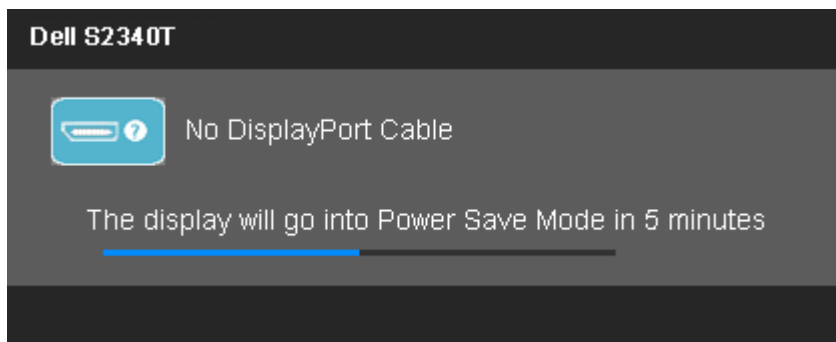 Dell S2340T
No DisplayPort Cable
The display will go into Power Save Mode in 5 minutes